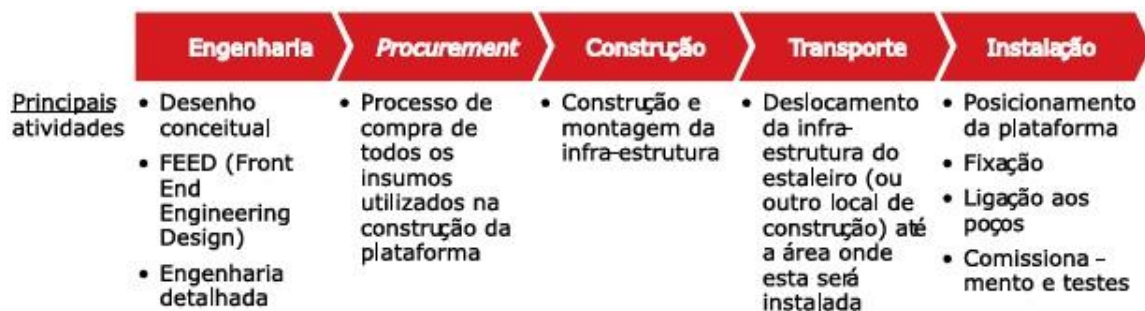 Engenharia
Procurement
Construção
Transporte
Instalação
Principais
atividades
• Desenho
conceitual
• FEED (Front
End
Engineering
Design)
• Engenharia
detalhada
• Processo de
compra de
todos os
insumos
utilizados na
construção da
plataforma
• Construção e
montagem da
infra-estrutura
• Deslocamento
da infra-
estrutura do
estaleiro (ou
outro local de
construção) até
a área onde
esta será
instalada
• Posicionamento
da plataforma
• Fixação
• Ligação aos
poços
• Comissiona -
mento e testes